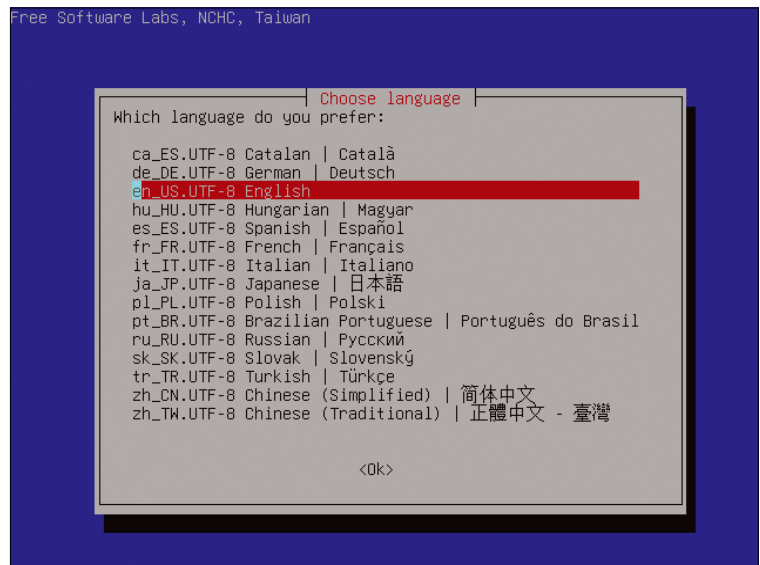 Free Software Labs, NCHC, Taiwan
Choose language
Which language do you prefer:
ca_ES.UTF-8 Catalan | Català
de_DE.UTF-8 German | Deutsch
en_US.UTF-8 English
hu_HU.UTF-8 Hungarian | Magyar
es_ES.UTF-8 Spanish | Español
fr_FR.UTF-8 French | Français
it_IT.UTF-8 Italian | Italiano
ja_JP.UTF-8 Japanese | 日本語
pl_PL.UTF-8 Polish | Polski
pt_BR.UTF-8 Brazilian Portuguese | Português do Brasil
ru_RU.UTF-8 Russian | Русский
sk_SK.UTF-8 Slovak | Slovenský
tr_TR.UTF-8 Turkish | Türkçe
zh_CN.UTF-8 Chinese (Simplified) | 简体中文
zh_TW.UTF-8 Chinese (Traditional) | 正體中文 - 臺灣
<Ok>